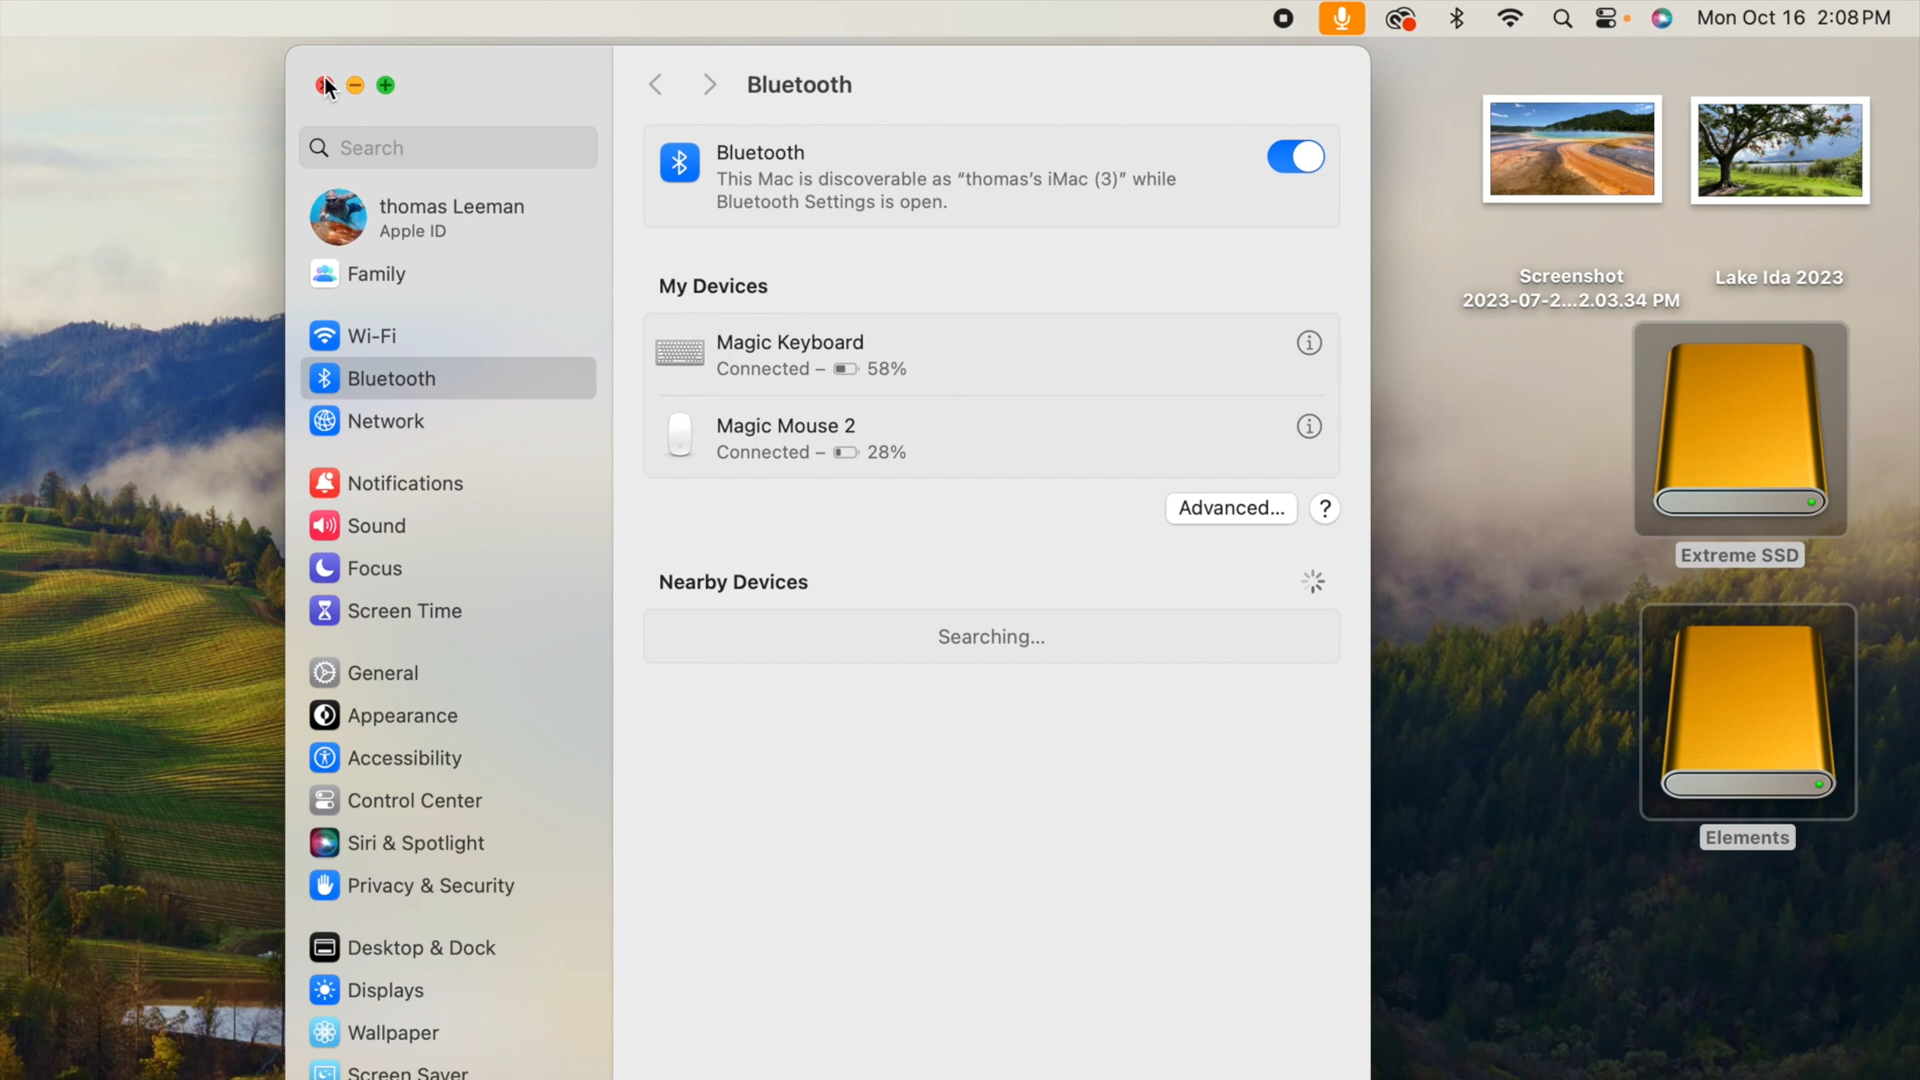 Mon Oct 16 2:08 PM
Bluetooth
Search
thomas Leeman
Apple ID
Family
Wi-Fi
Bluetooth
Network
Notifications
Sound
Focus
Screen Time
General
Appearance
Accessibility
Control Center
Siri & Spotlight
Privacy & Security
Desktop & Dock
Displays
Wallpaper
Screen Saver
Bluetooth
This Mac is discoverable as “thomas’s iMac (3)” while
Bluetooth Settings is open.
My Devices
Magic Keyboard
Connected – 58%
Magic Mouse 2
Connected – 28%
Advanced... ?
Nearby Devices
Searching...
Screenshot
2023-07-2...2.03.34 PM
Lake Ida 2023
Extreme SSD
Elements